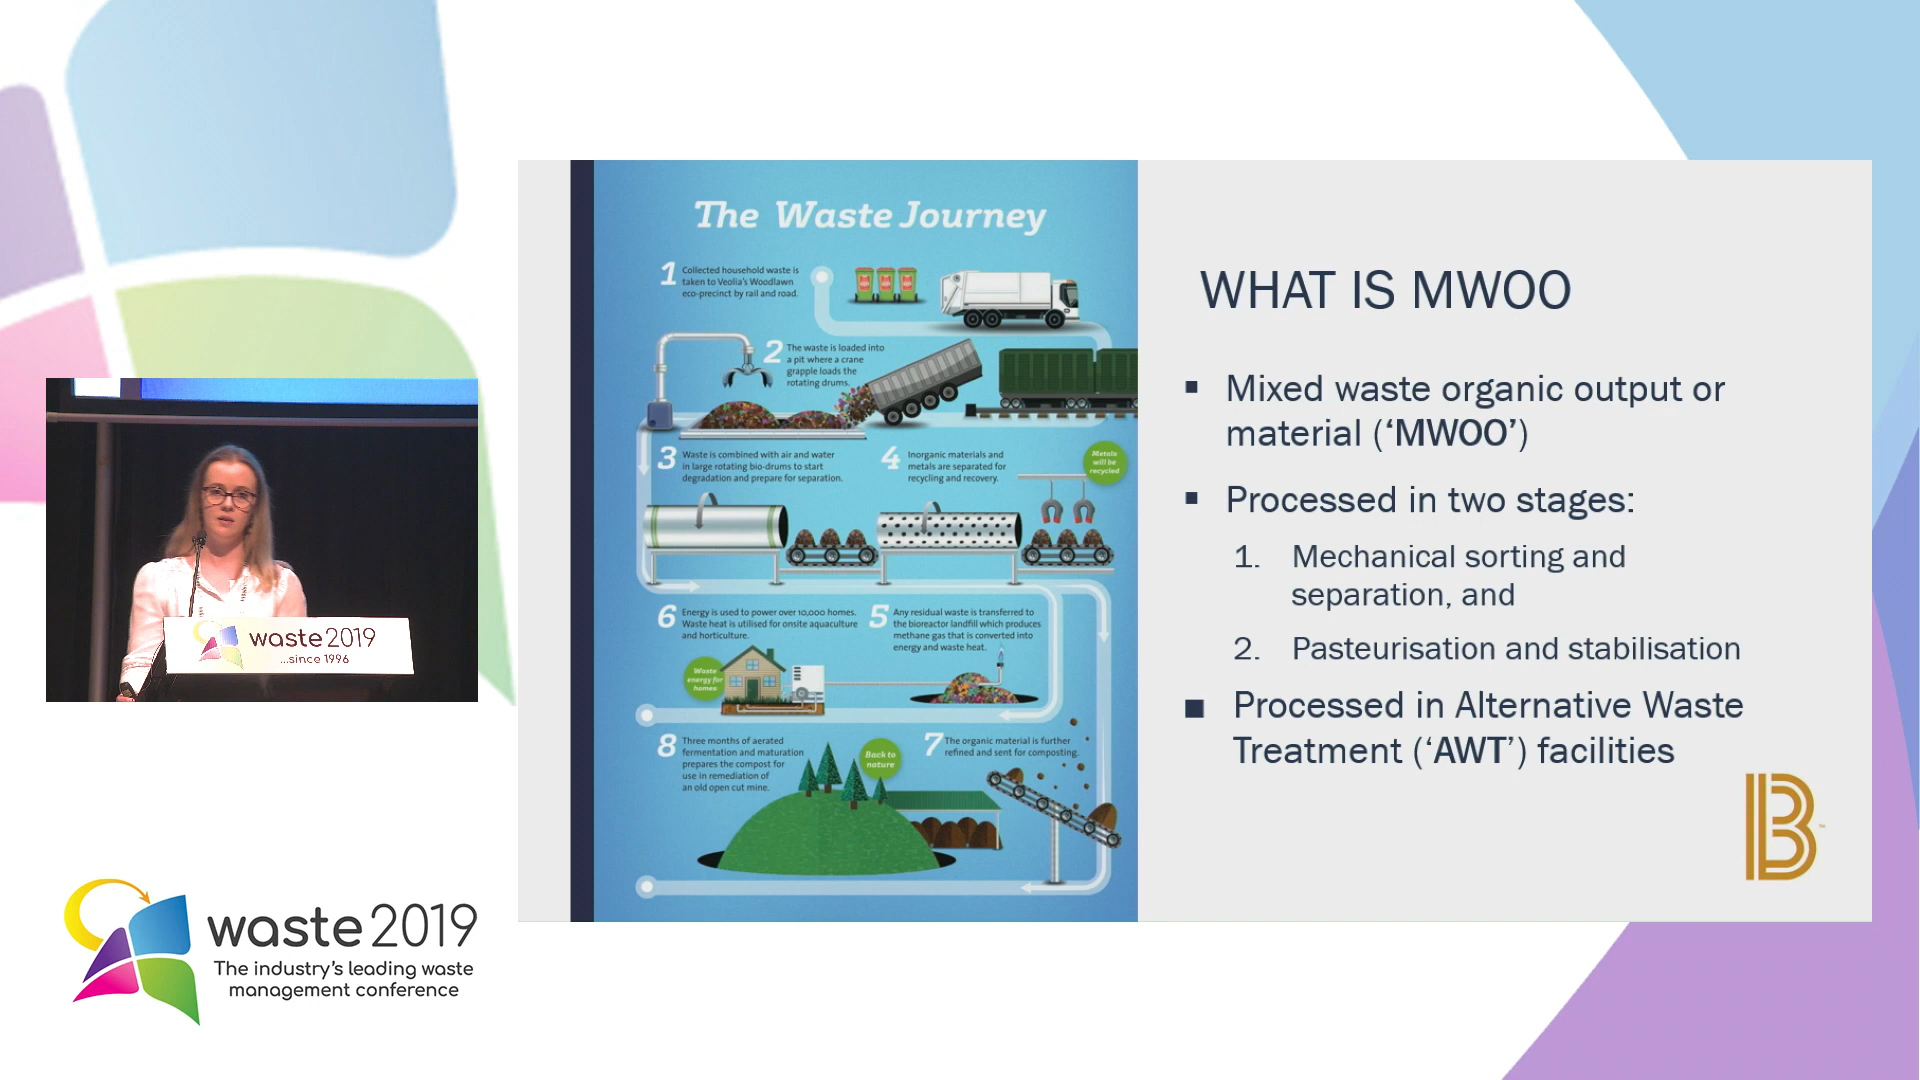 The Waste Journey
1 Collected household waste is
taken to Veolia's Woodlawn
eco-precinct by rail and road.
2 The waste is loaded into
a pit where a crane
grapple loads the
rotating drums.
3 Waste is combined with air and water
in large rotating bio-drums to start
degradation and prepare for separation.
4 Inorganic materials and
metals are separated for
recycling and recovery.
Metals
will be
recycled
6 Energy is used to power over 10,000 homes.
Waste heat is utilised for onsite aquaculture
and horticulture.
5 Any residual waste is transferred to
the bioreactor landfill which produces
methane gas that is converted into
energy and waste heat.
Waste
energy for
homes
8 Three months of aerated
fermentation and maturation
prepares the compost for
use in remediation of
an old open cut mine.
Back to
nature
7 The organic material is further
refined and sent for composting.
WHAT IS MWOO
▪ Mixed waste organic output or
material (‘MWOO’)
▪ Processed in two stages:
1. Mechanical sorting and
separation, and
2. Pasteurisation and stabilisation
■ Processed in Alternative Waste
Treatment (‘AWT’) facilities
B
waste 2019
...since 1996
waste 2019
The industry's leading waste
management conference